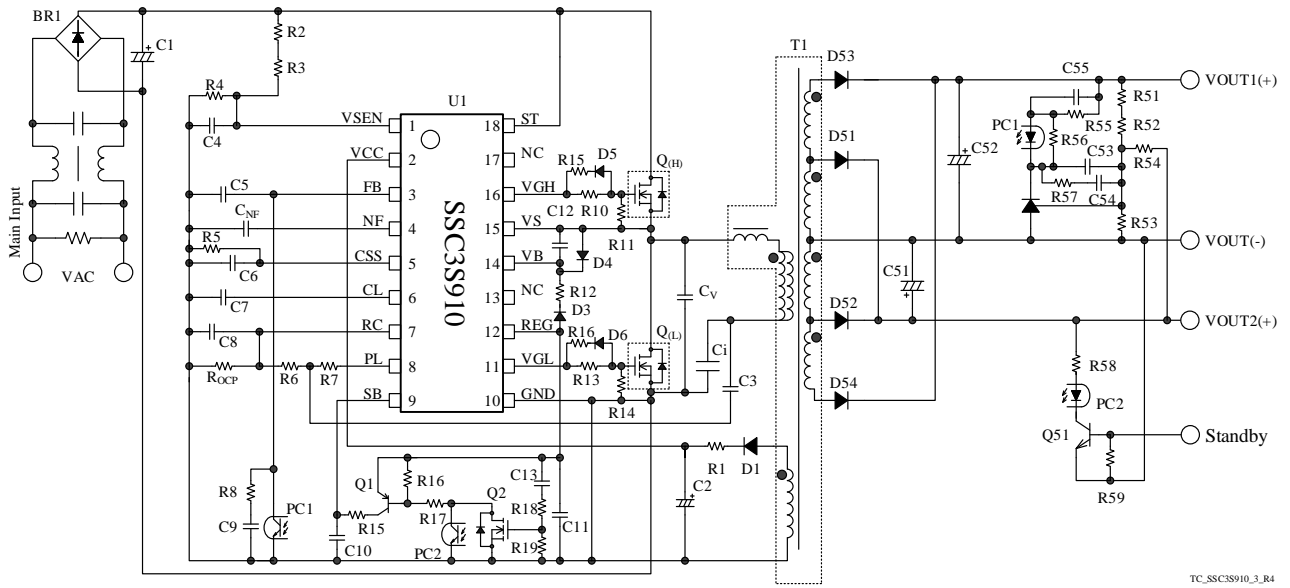 BR1
C1
R2
R3
R4
C4
Main Input
VAC
U1
SSC3S910
VSEN 1
VCC 2
FB 3
NF 4
CSS 5
CL 6
RC 7
PL 8
SB 9
18 ST
17 NC
16 VGH
15 VS
14 VB
13 NC
12 REG
11 VGL
10 GND
C5
CNF
R5
C6
C7
C8
ROCP
R6
R7
R15
D5
Q(H)
C12
R10
R11
D4
R12
D3
R16
D6
Q(L)
R13
R14
CV
Ci
C3
T1
D53
D51
D52
D54
C52
C51
C55
R51
R55
R52
PC1
R56
C53
R54
R57
C54
R53
VOUT1(+)
VOUT(-)
VOUT2(+)
R58
PC2
Q51
Standby
R59
R1
D1
C2
R8
C9
PC1
Q1
R16
R15
R17
C10
PC2
Q2
C13
R18
R19
C11
TC_SSC3S910_3_R4